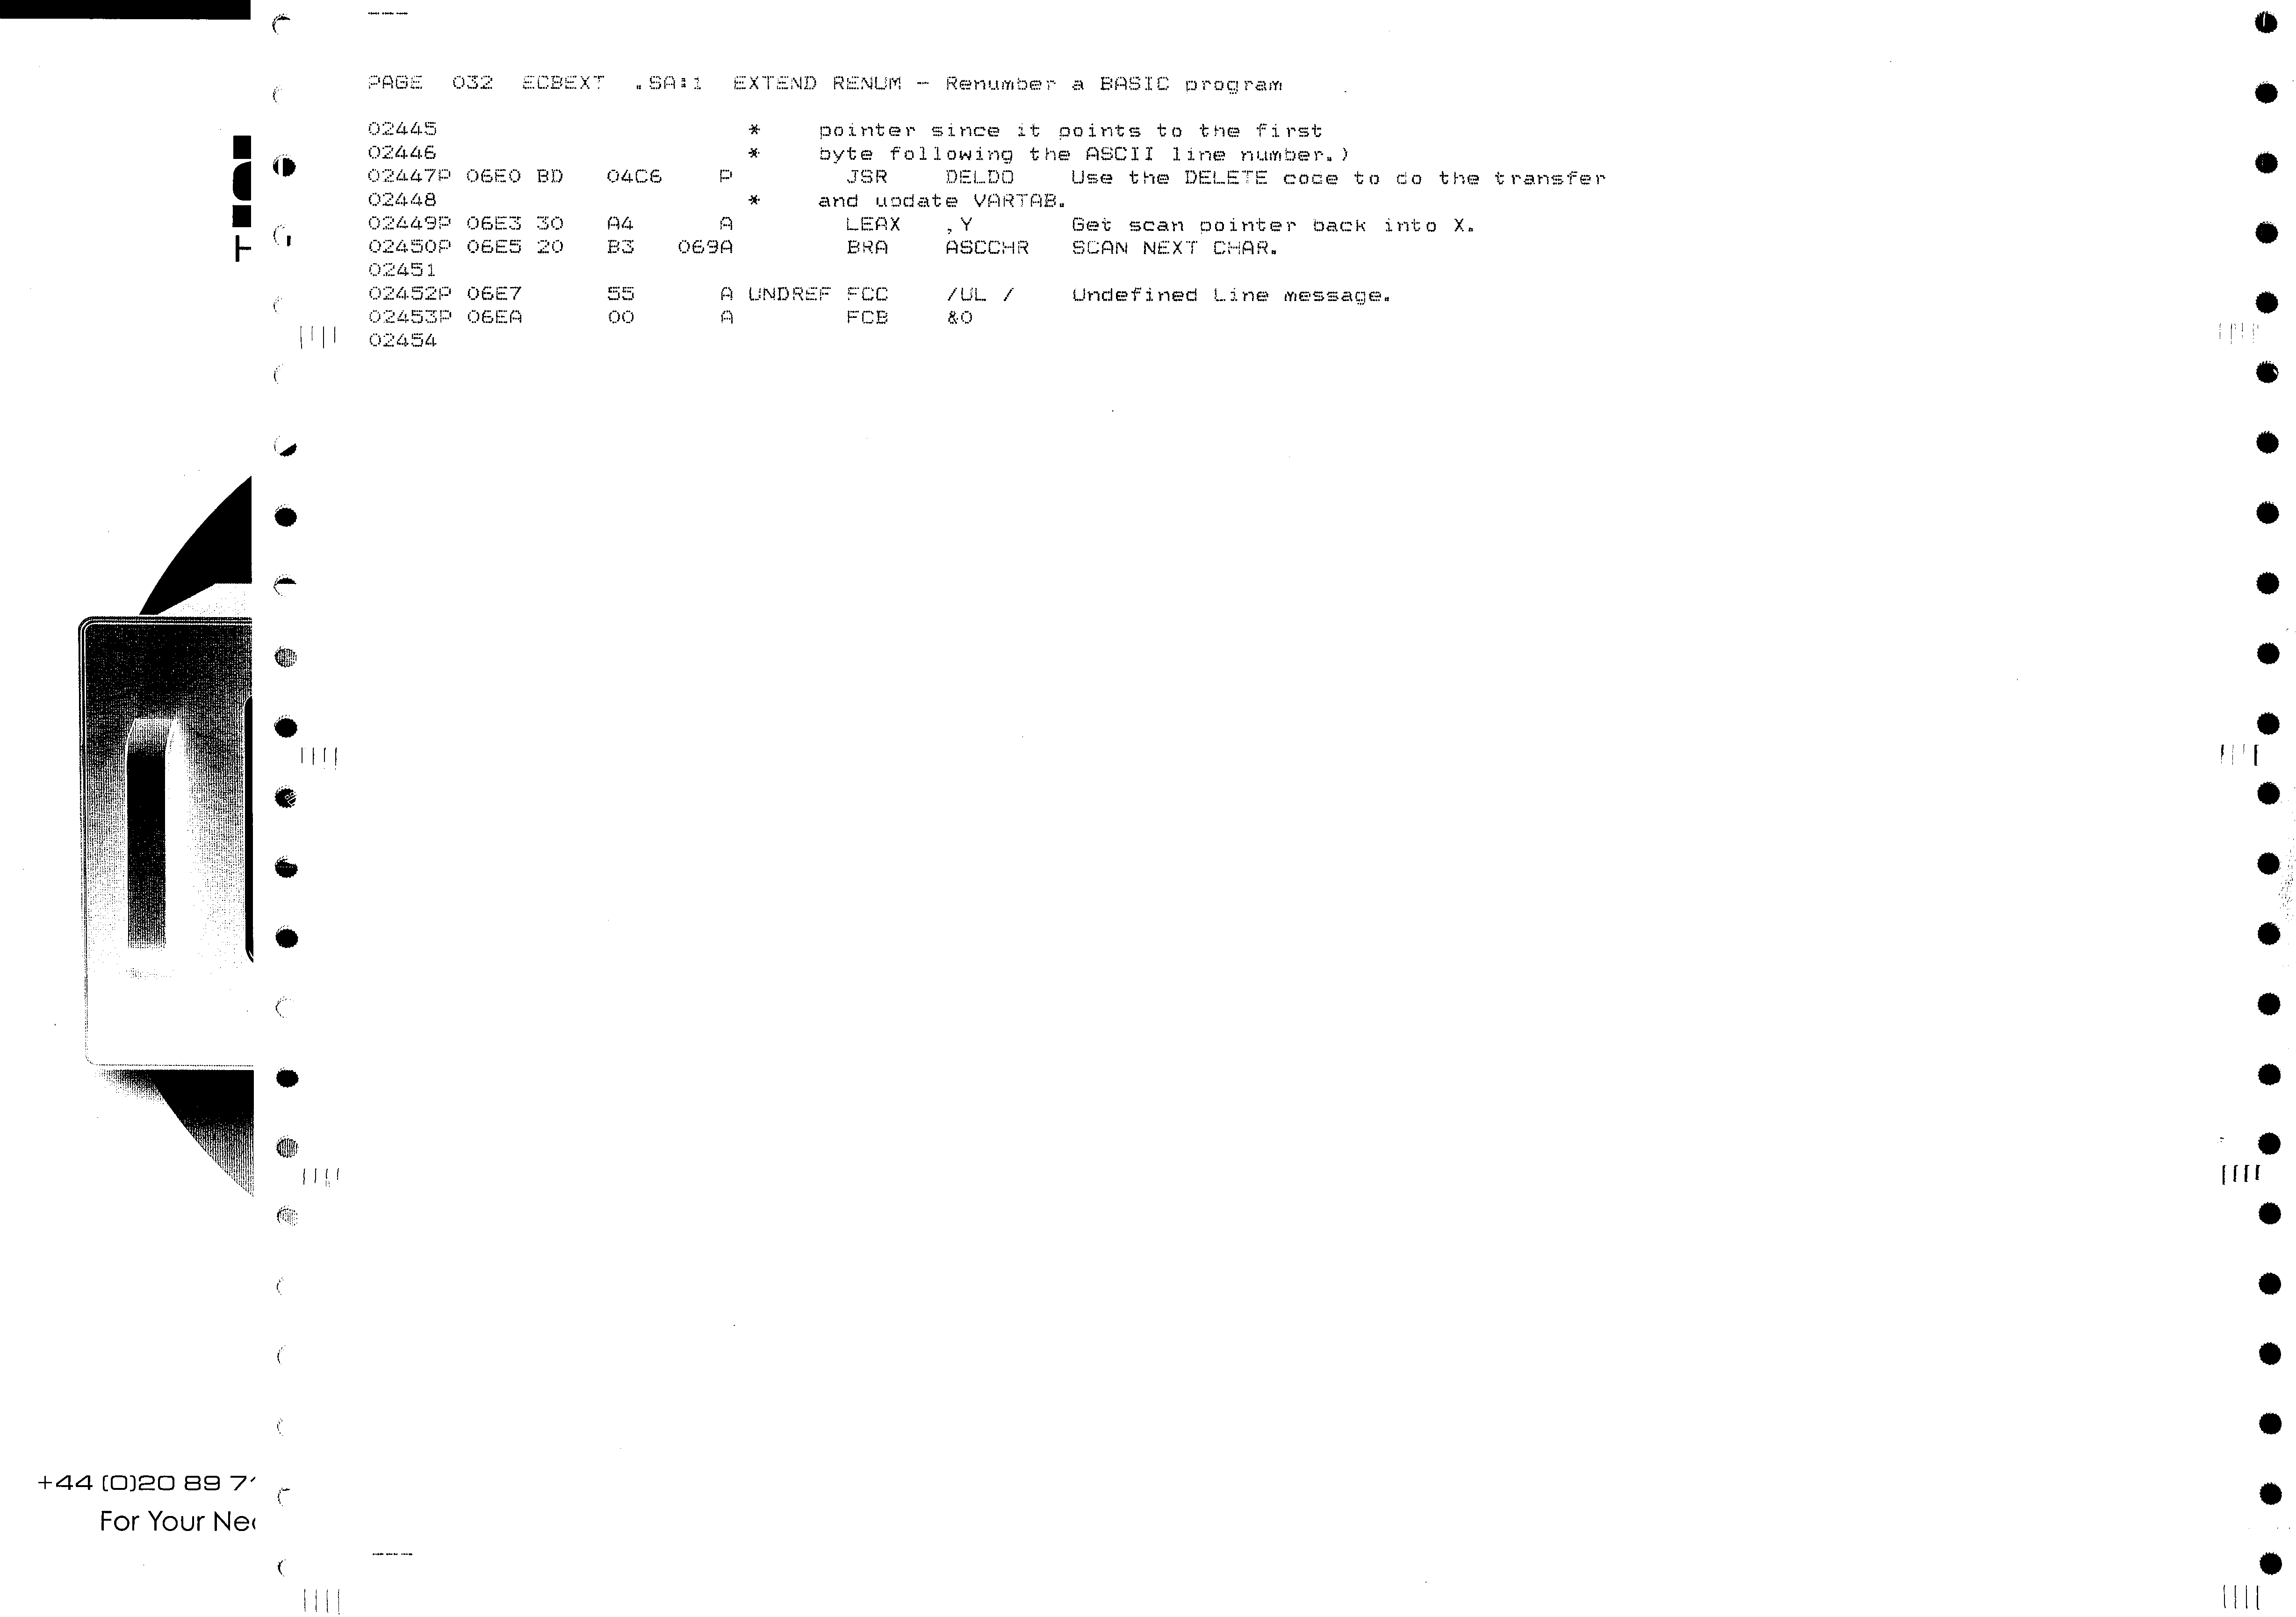 PAGE 032 ECBEXT .SA:1 EXTEND RENUM - Renumber a BASIC program
02445 * pointer since it points to the first
02446 * byte following the ASCII line number.)
02447P 06E0 BD 04C6 P JSR DELDO Use the DELETE code to do the transfer
02448 * and update VARTAB.
02449P 06E3 30 A4 A LEAX ,Y Get scan pointer back into X.
02450P 06E5 20 B3 069A BRA ASCCHR SCAN NEXT CHAR.
02451
02452P 06E7 55 A UNDREF FCC /UL / Undefined Line message.
02453P 06EA 00 A FCB &0
02454
+44 (0)20 89 7
For Your